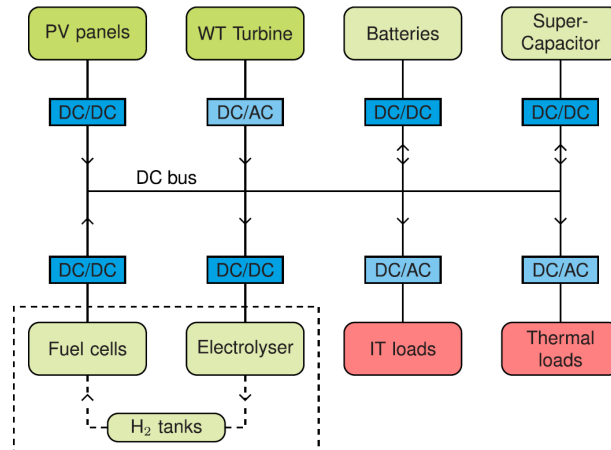 PV panels
WT Turbine
Batteries
Super-
Capacitor
DC/DC
DC/AC
DC/DC
DC/DC
DC bus
DC/DC
DC/DC
DC/AC
DC/AC
Fuel cells
Electrolyser
IT loads
Thermal
loads
H₂ tanks